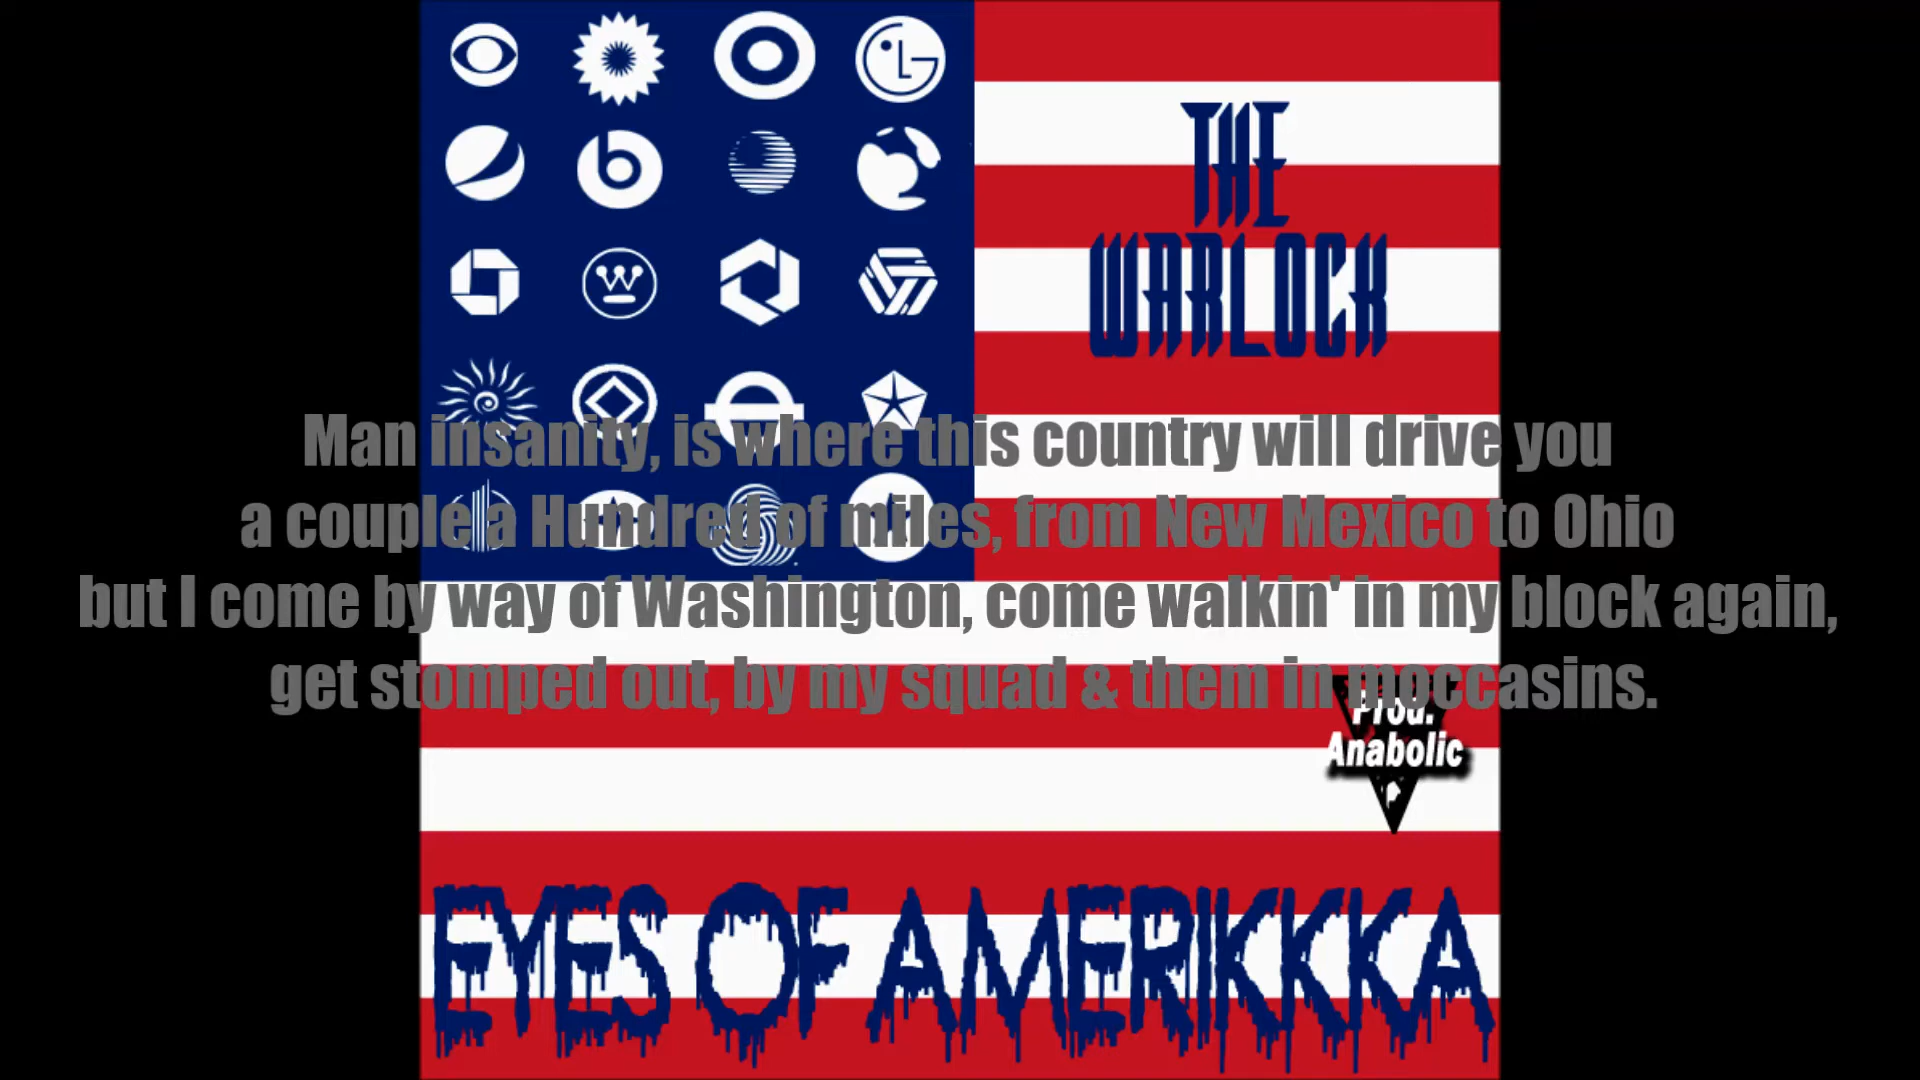 THE
WARLOCK
Man insanity, is where this country will drive you
a couple a Hundred of miles, from New Mexico to Ohio
but I come by way of Washington, come walkin' in my block again,
get stomped out, by my squad & them in moccasins.
Prod.
Anabolic
EYES OF AMERIKKKA